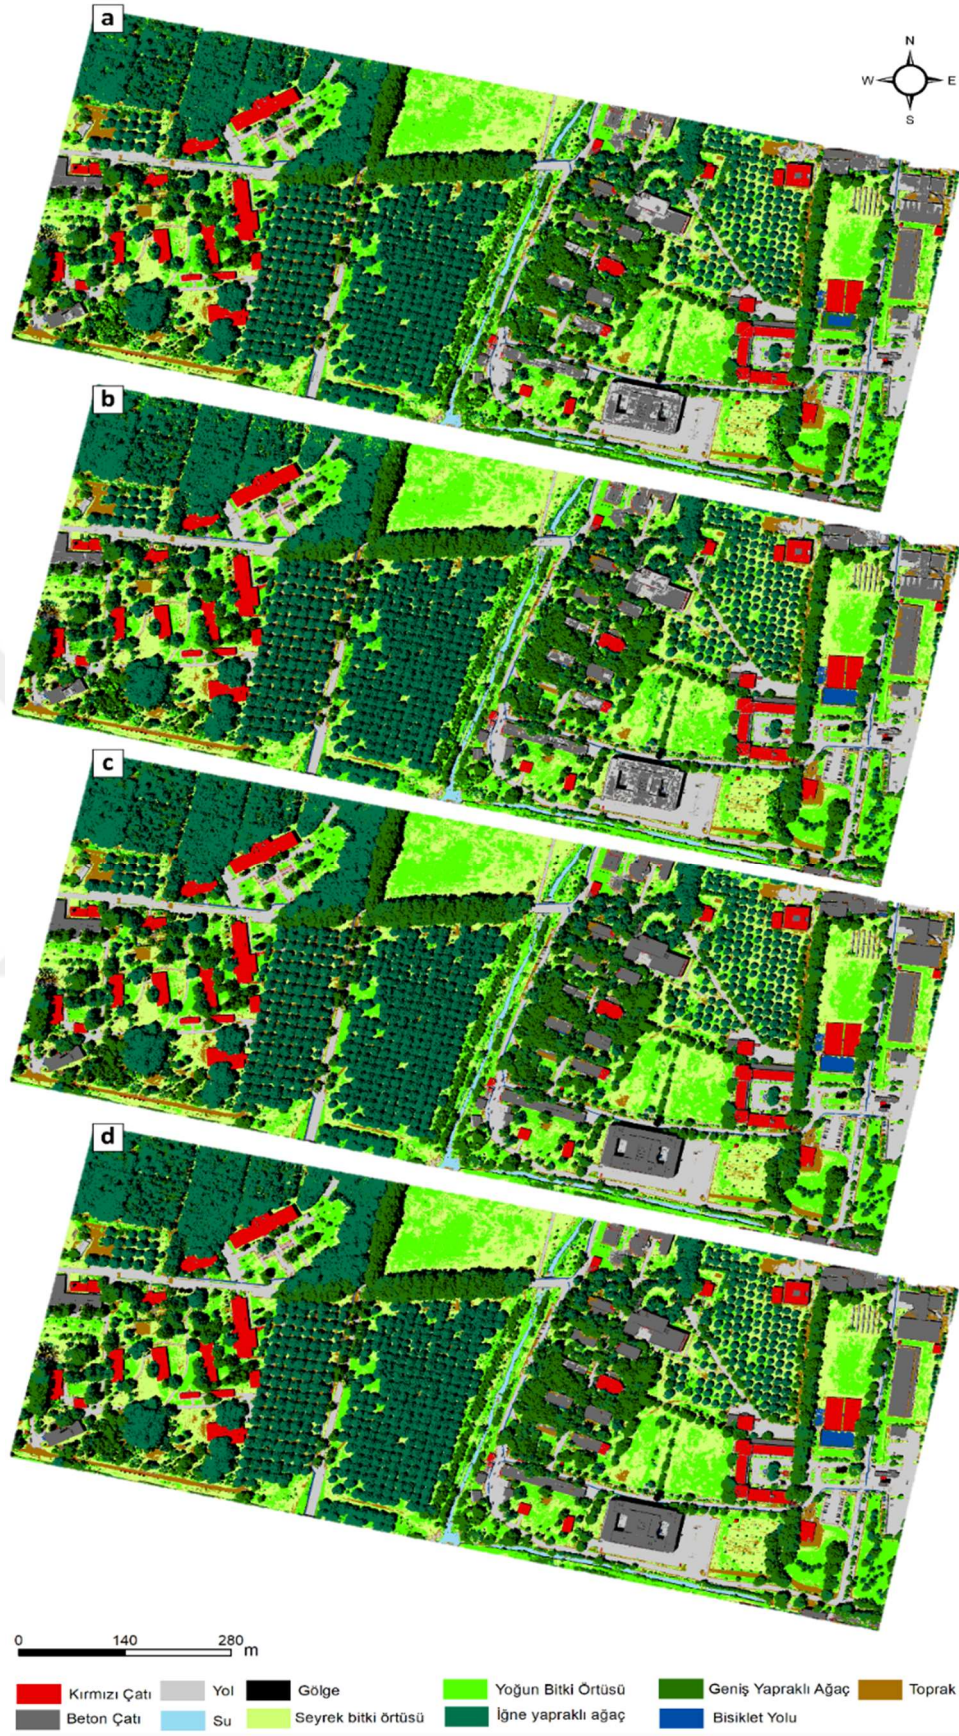 a
N
W E
S
b
c
d
0 140 280 m
Kırmızı Çatı Yol Gölge Yoğun Bitki Örtüsü Geniş Yapraklı Ağaç Toprak
Beton Çatı Su Seyrek bitki örtüsü İğne yapraklı ağaç Bisiklet Yolu